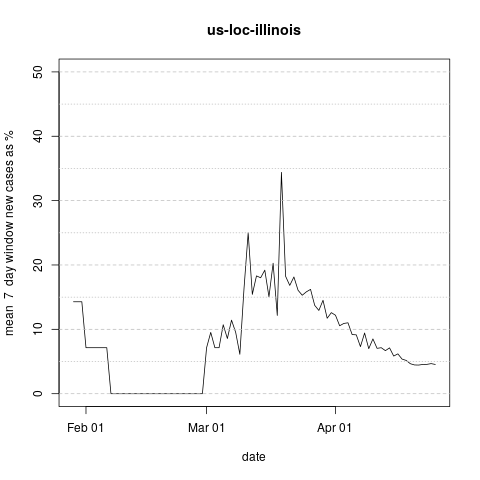 us-loc-illinois
mean 7 day window new cases as %
50
40
30
20
10
0
Feb 01
Mar 01
Apr 01
date